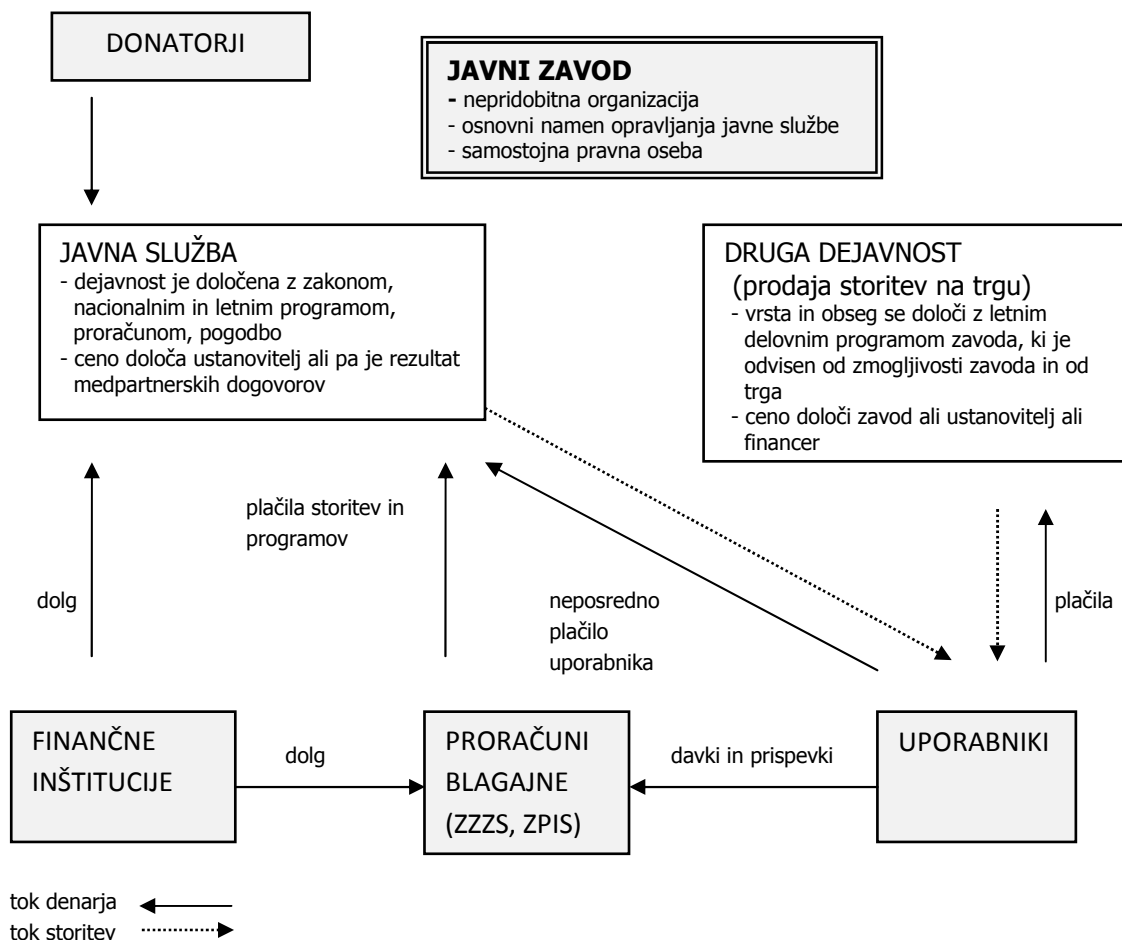 DONATORJI
JAVNI ZAVOD
- nepridobitna organizacija
- osnovni namen opravljanja javne službe
- samostojna pravna oseba
JAVNA SLUŽBA
- dejavnost je določena z zakonom,
nacionalnim in letnim programom,
proračunom, pogodbo
- ceno določa ustanovitelj ali pa je rezultat
medpartnerskih dogovorov
DRUGA DEJAVNOST
(prodaja storitev na trgu)
- vrsta in obseg se določi z letnim
delovnim programom zavoda, ki je
odvisen od zmogljivosti zavoda in od
trga
- ceno določi zavod ali ustanovitelj ali
financer
plačila storitev in
programov
dolg
neposredno
plačilo
uporabnika
plačila
FINANČNE
INŠTITUCIJE
dolg
PRORAČUNI
BLAGAJNE
(ZZZS, ZPIS)
davki in prispevki
UPORABNIKI
tok denarja
tok storitev